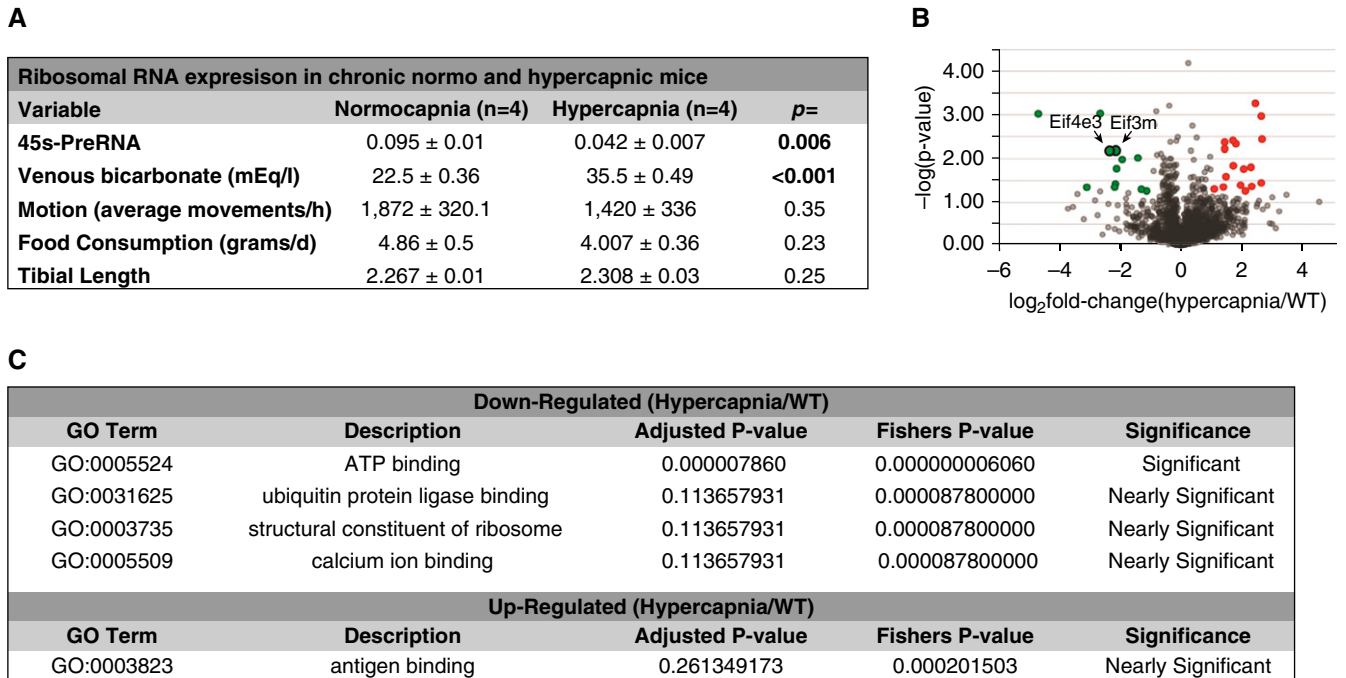 A
Ribosomal RNA expresison in chronic normo and hypercapnic mice
Variable Normocapnia (n=4) Hypercapnia (n=4) p=
45s-PreRNA 0.095 ± 0.01 0.042 ± 0.007 0.006
Venous bicarbonate (mEq/l) 22.5 ± 0.36 35.5 ± 0.49 <0.001
Motion (average movements/h) 1,872 ± 320.1 1,420 ± 336 0.35
Food Consumption (grams/d) 4.86 ± 0.5 4.007 ± 0.36 0.23
Tibial Length 2.267 ± 0.01 2.308 ± 0.03 0.25
B
−log(p-value)
4.00
3.00
2.00
1.00
0.00
Eif4e3 Eif3m
−6 −4 −2 0 2 4
log2fold-change(hypercapnia/WT)
C
Down-Regulated (Hypercapnia/WT)
GO Term Description Adjusted P-value Fishers P-value Significance
GO:0005524 ATP binding 0.000007860 0.000000006060 Significant
GO:0031625 ubiquitin protein ligase binding 0.113657931 0.000087800000 Nearly Significant
GO:0003735 structural constituent of ribosome 0.113657931 0.000087800000 Nearly Significant
GO:0005509 calcium ion binding 0.113657931 0.000087800000 Nearly Significant
Up-Regulated (Hypercapnia/WT)
GO Term Description Adjusted P-value Fishers P-value Significance
GO:0003823 antigen binding 0.261349173 0.000201503 Nearly Significant